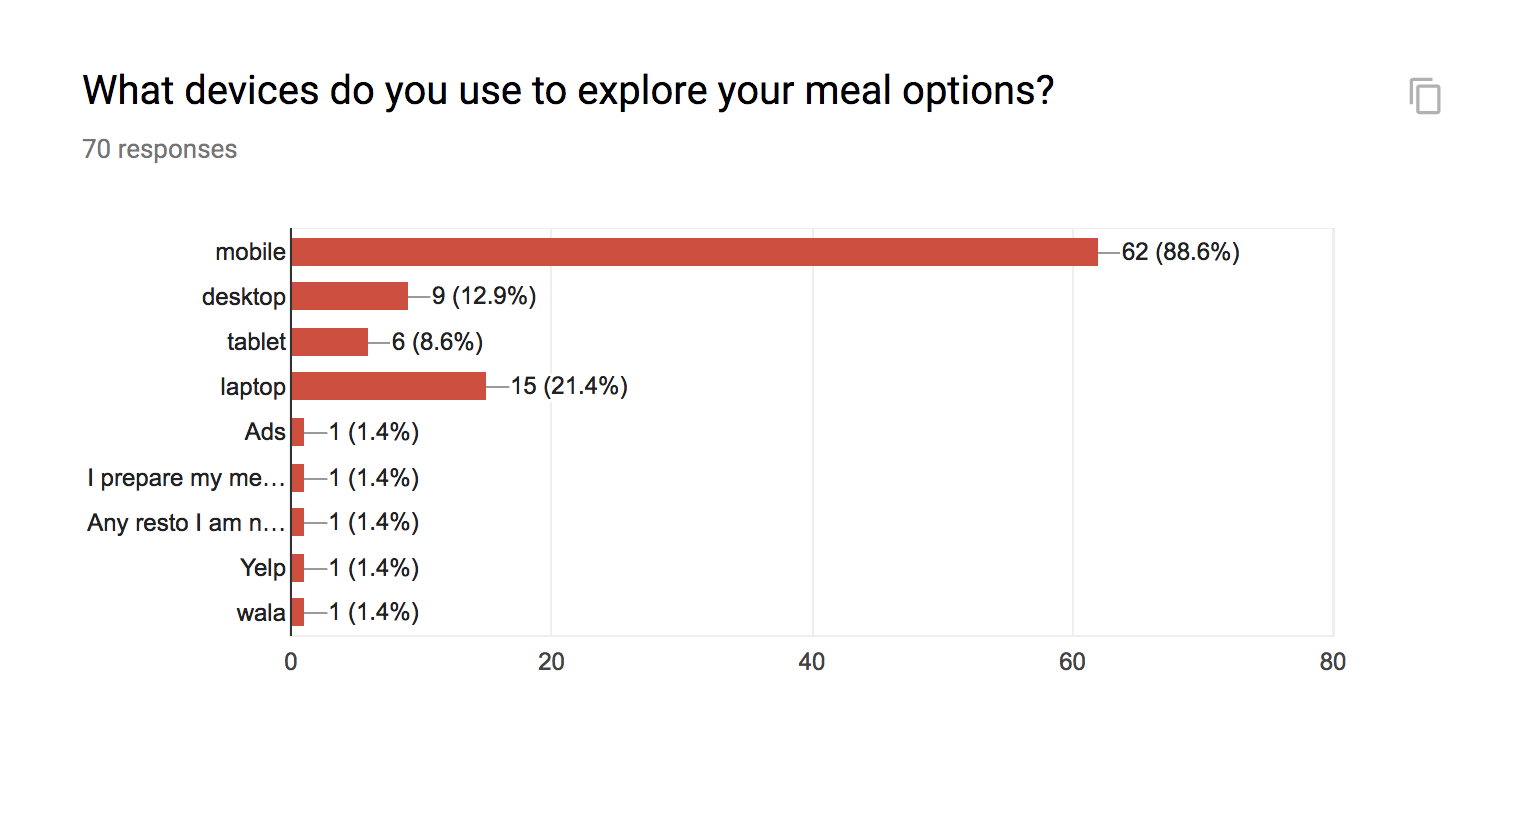 What devices do you use to explore your meal options?
70 responses
mobile 62 (88.6%)
desktop 9 (12.9%)
tablet 6 (8.6%)
laptop 15 (21.4%)
Ads 1 (1.4%)
I prepare my me... 1 (1.4%)
Any resto I am n... 1 (1.4%)
Yelp 1 (1.4%)
wala 1 (1.4%)
0 20 40 60 80